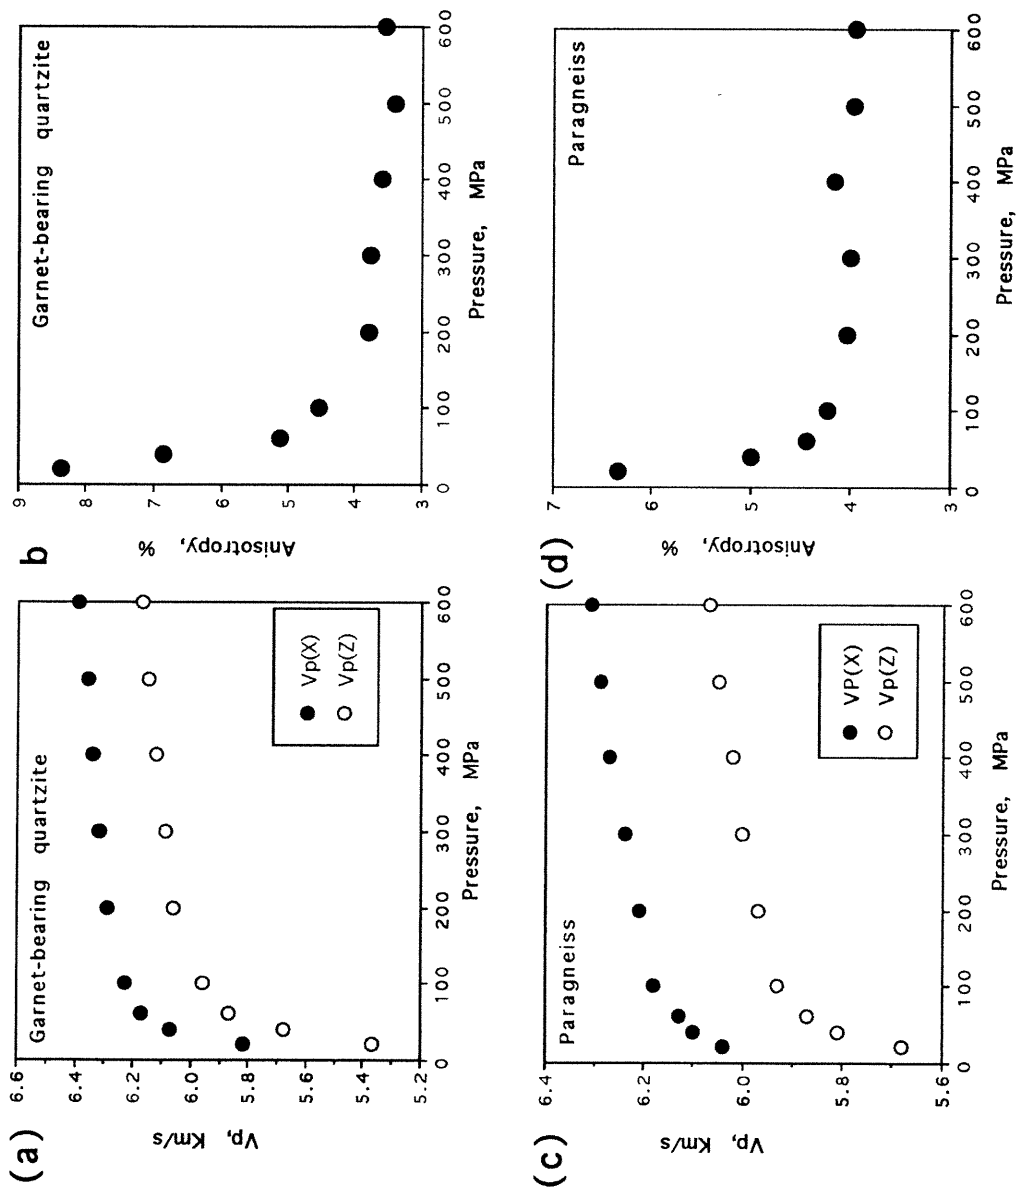 (a)
Garnet-bearing quartzite
Vp, Km/s
6.6
6.4
6.2
6.0
5.8
5.6
5.4
5.2
0 100 200 300 400 500 600
Pressure, MPa
Vp(X)
Vp(Z)
b
Garnet-bearing quartzite
Anisotropy, %
9
8
7
6
5
4
3
0 100 200 300 400 500 600
Pressure, MPa
(c)
Paragneiss
Vp, Km/s
6.4
6.2
6.0
5.8
5.6
0 100 200 300 400 500 600
Pressure, MPa
VP(X)
Vp(Z)
(d)
Paragneiss
Anisotropy, %
7
6
5
4
3
0 100 200 300 400 500 600
Pressure, MPa